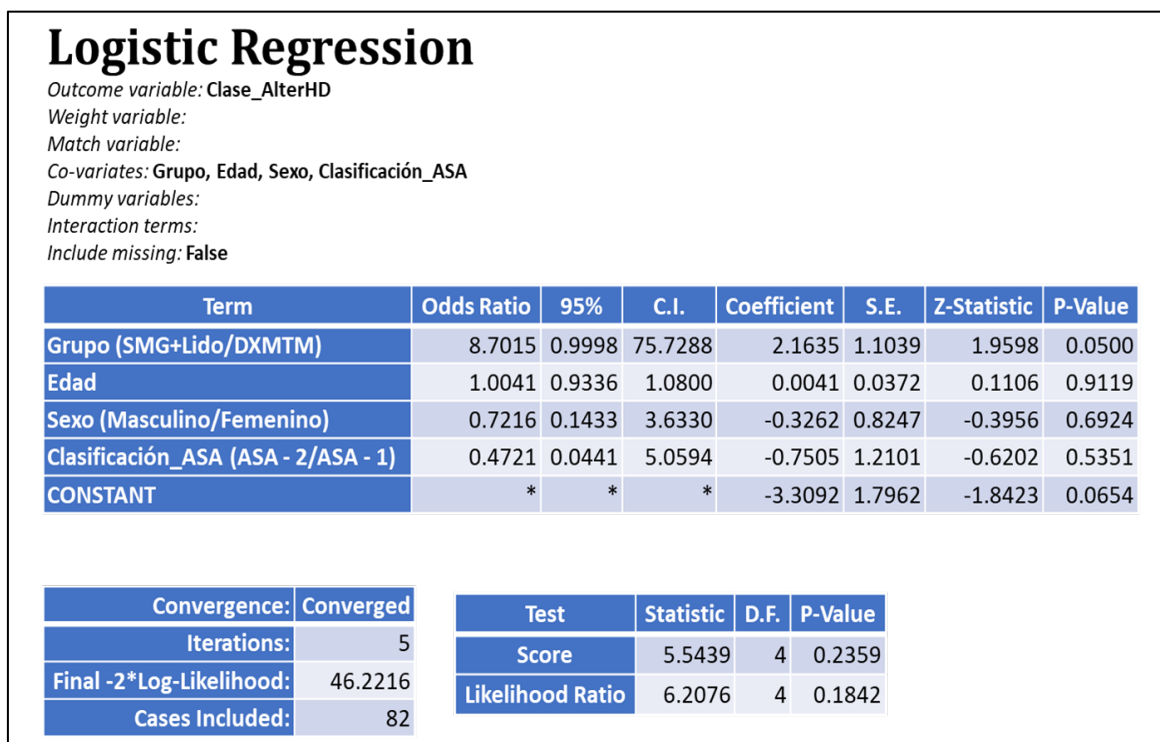 Logistic Regression
Outcome variable: Clase_AlterHD
Weight variable:
Match variable:
Co-variates: Grupo, Edad, Sexo, Clasificación_ASA
Dummy variables:
Interaction terms:
Include missing: False
Term Odds Ratio 95% C.I. Coefficient S.E. Z-Statistic P-Value
Grupo (SMG+Lido/DXMTM) 8.7015 0.9998 75.7288 2.1635 1.1039 1.9598 0.0500
Edad 1.0041 0.9336 1.0800 0.0041 0.0372 0.1106 0.9119
Sexo (Masculino/Femenino) 0.7216 0.1433 3.6330 -0.3262 0.8247 -0.3956 0.6924
Clasificación_ASA (ASA - 2/ASA - 1) 0.4721 0.0441 5.0594 -0.7505 1.2101 -0.6202 0.5351
CONSTANT * * * -3.3092 1.7962 -1.8423 0.0654
Convergence: Converged
Iterations: 5
Final -2*Log-Likelihood: 46.2216
Cases Included: 82
Test Statistic D.F. P-Value
Score 5.5439 4 0.2359
Likelihood Ratio 6.2076 4 0.1842